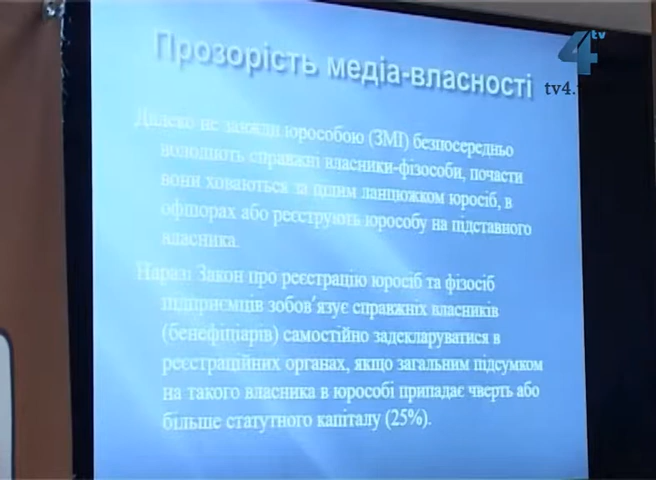 Прозорість медіа-власності
4 tv
tv4.
Далеко не завжди юрособою (ЗМІ) безпосередньо
володіють справжні власники-фізособи, почасти
вони ховаються за цілим ланцюжком юросіб, в
офшорах або реєструють юрособу на підставного
власника.
Наразі Закон про реєстрацію юросіб та фізосіб
підприємців зобов'язує справжніх власників
(бенефіціарів) самостійно задекларуватися в
реєстраційних органах, якщо загальним підсумком
на такого власника в юрособі припадає чверть або
більше статутного капіталу (25%).